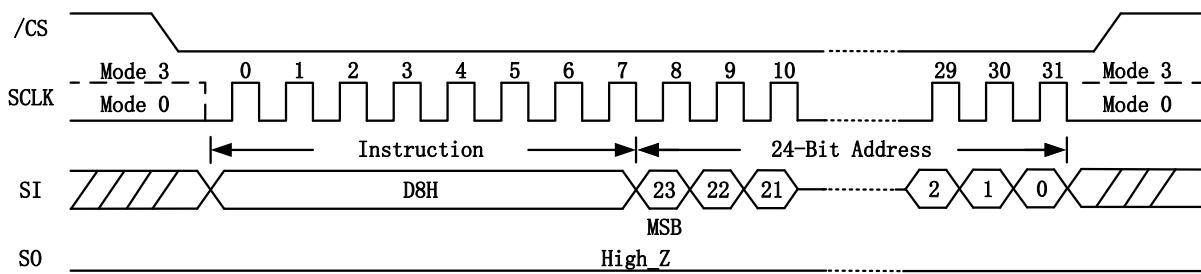 /CS
0 1 2 3 4 5 6 7 8 9 10 29 30 31
Mode 3 Mode 3
SCLK
Mode 0 Mode 0
Instruction 24-Bit Address
SI D8H 23 22 21 2 1 0
MSB
SO High_Z